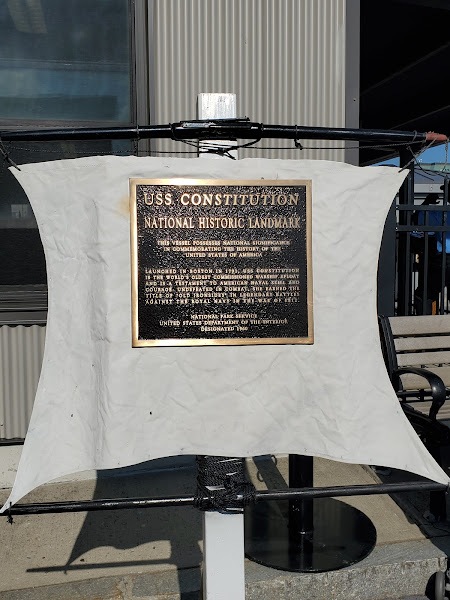 USS CONSTITUTION
NATIONAL HISTORIC LANDMARK
THIS VESSEL POSSESSES NATIONAL SIGNIFICANCE
IN COMMEMORATING THE HISTORY OF THE
UNITED STATES OF AMERICA
LAUNCHED IN BOSTON IN 1797, USS CONSTITUTION
IS THE WORLD'S OLDEST COMMISSIONED WARSHIP AFLOAT
AND IS A TESTAMENT TO AMERICAN NAVAL SKILL AND
COURAGE. UNDEFEATED IN COMBAT, SHE EARNED THE
TITLE OF "OLD IRONSIDES" IN LEGENDARY BATTLES
AGAINST THE ROYAL NAVY IN THE WAR OF 1812.
NATIONAL PARK SERVICE
UNITED STATES DEPARTMENT OF THE INTERIOR
DESIGNATED 1960